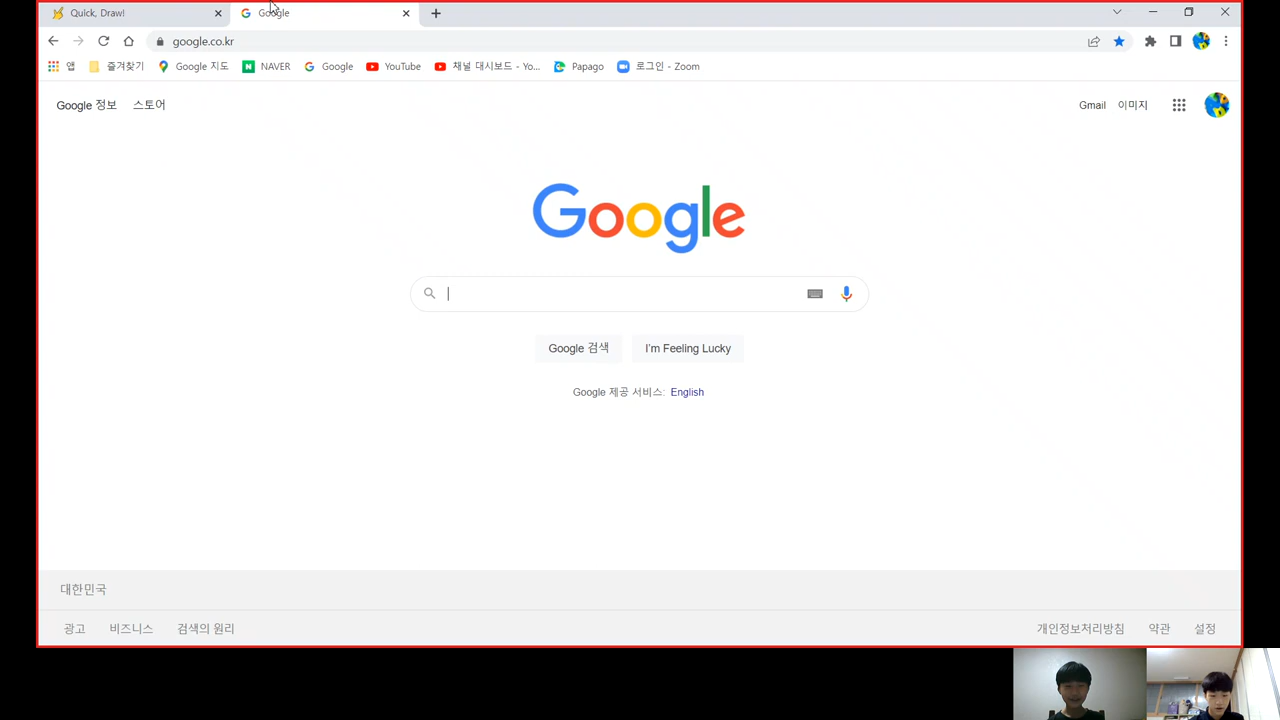 Quick, Draw!
Google
google.co.kr
앱 즐겨찾기 Google 지도 NAVER Google YouTube 채널 대시보드 - Yo... Papago 로그인 - Zoom
Google 정보 스토어 Gmail 이미지
Google
Google 검색 I'm Feeling Lucky
Google 제공 서비스: English
대한민국
광고 비즈니스 검색의 원리 개인정보처리방침 약관 설정